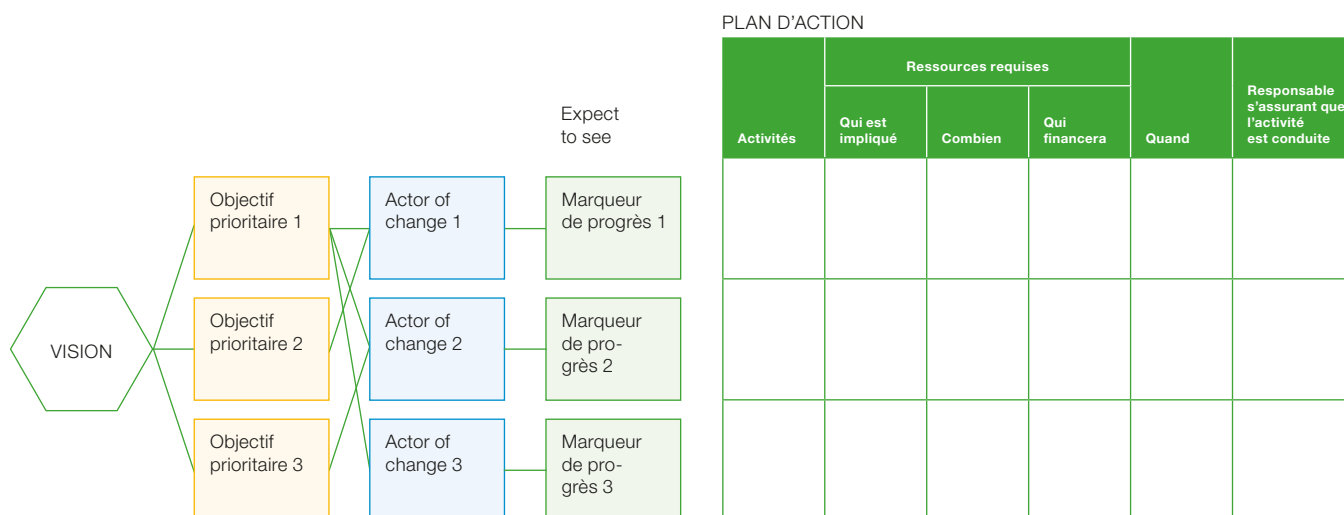 PLAN D’ACTION
Ressources requises
Activités
Qui est
impliqué
Combien
Qui
financera
Quand
Responsable
s’assurant que
l’activité
est conduite
Expect
to see
VISION
Objectif
prioritaire 1
Actor of
change 1
Marqueur
de progrès 1
Objectif
prioritaire 2
Actor of
change 2
Marqueur
de pro-
grès 2
Objectif
prioritaire 3
Actor of
change 3
Marqueur
de pro-
grès 3